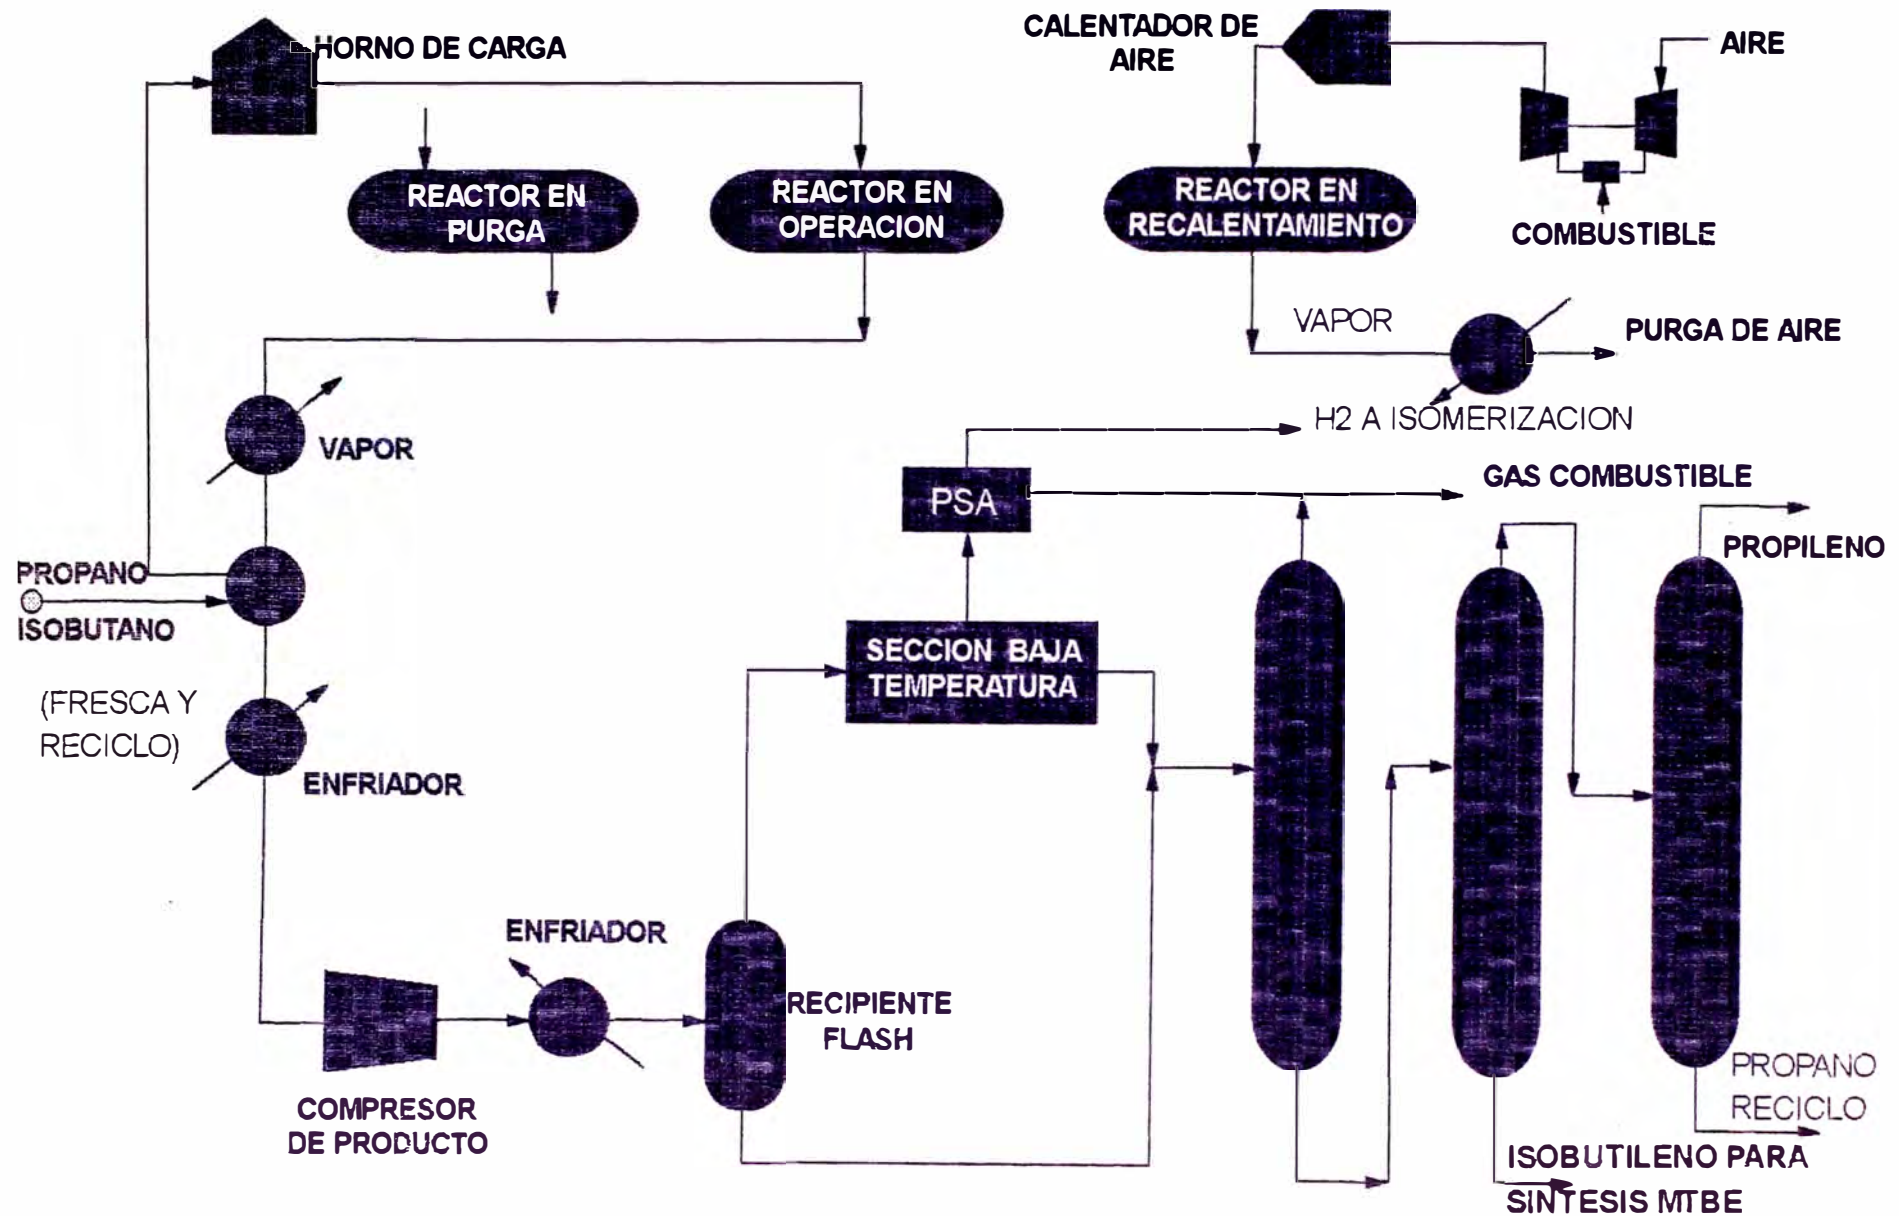 HORNO DE CARGA
CALENTADOR DE
AIRE
AIRE
REACTOR EN
PURGA
REACTOR EN
OPERACION
REACTOR EN
RECALENTAMIENTO
COMBUSTIBLE
VAPOR
PURGA DE AIRE
H2 A ISOMERIZACION
VAPOR
GAS COMBUSTIBLE
PSA
PROPILENO
PROPANO
ISOBUTANO
(FRESCA Y
RECICLO)
SECCION BAJA
TEMPERATURA
ENFRIADOR
ENFRIADOR
RECIPIENTE
FLASH
COMPRESOR
DE PRODUCTO
PROPANO
RECICLO
ISOBUTILENO PARA
SINTESIS MTBE